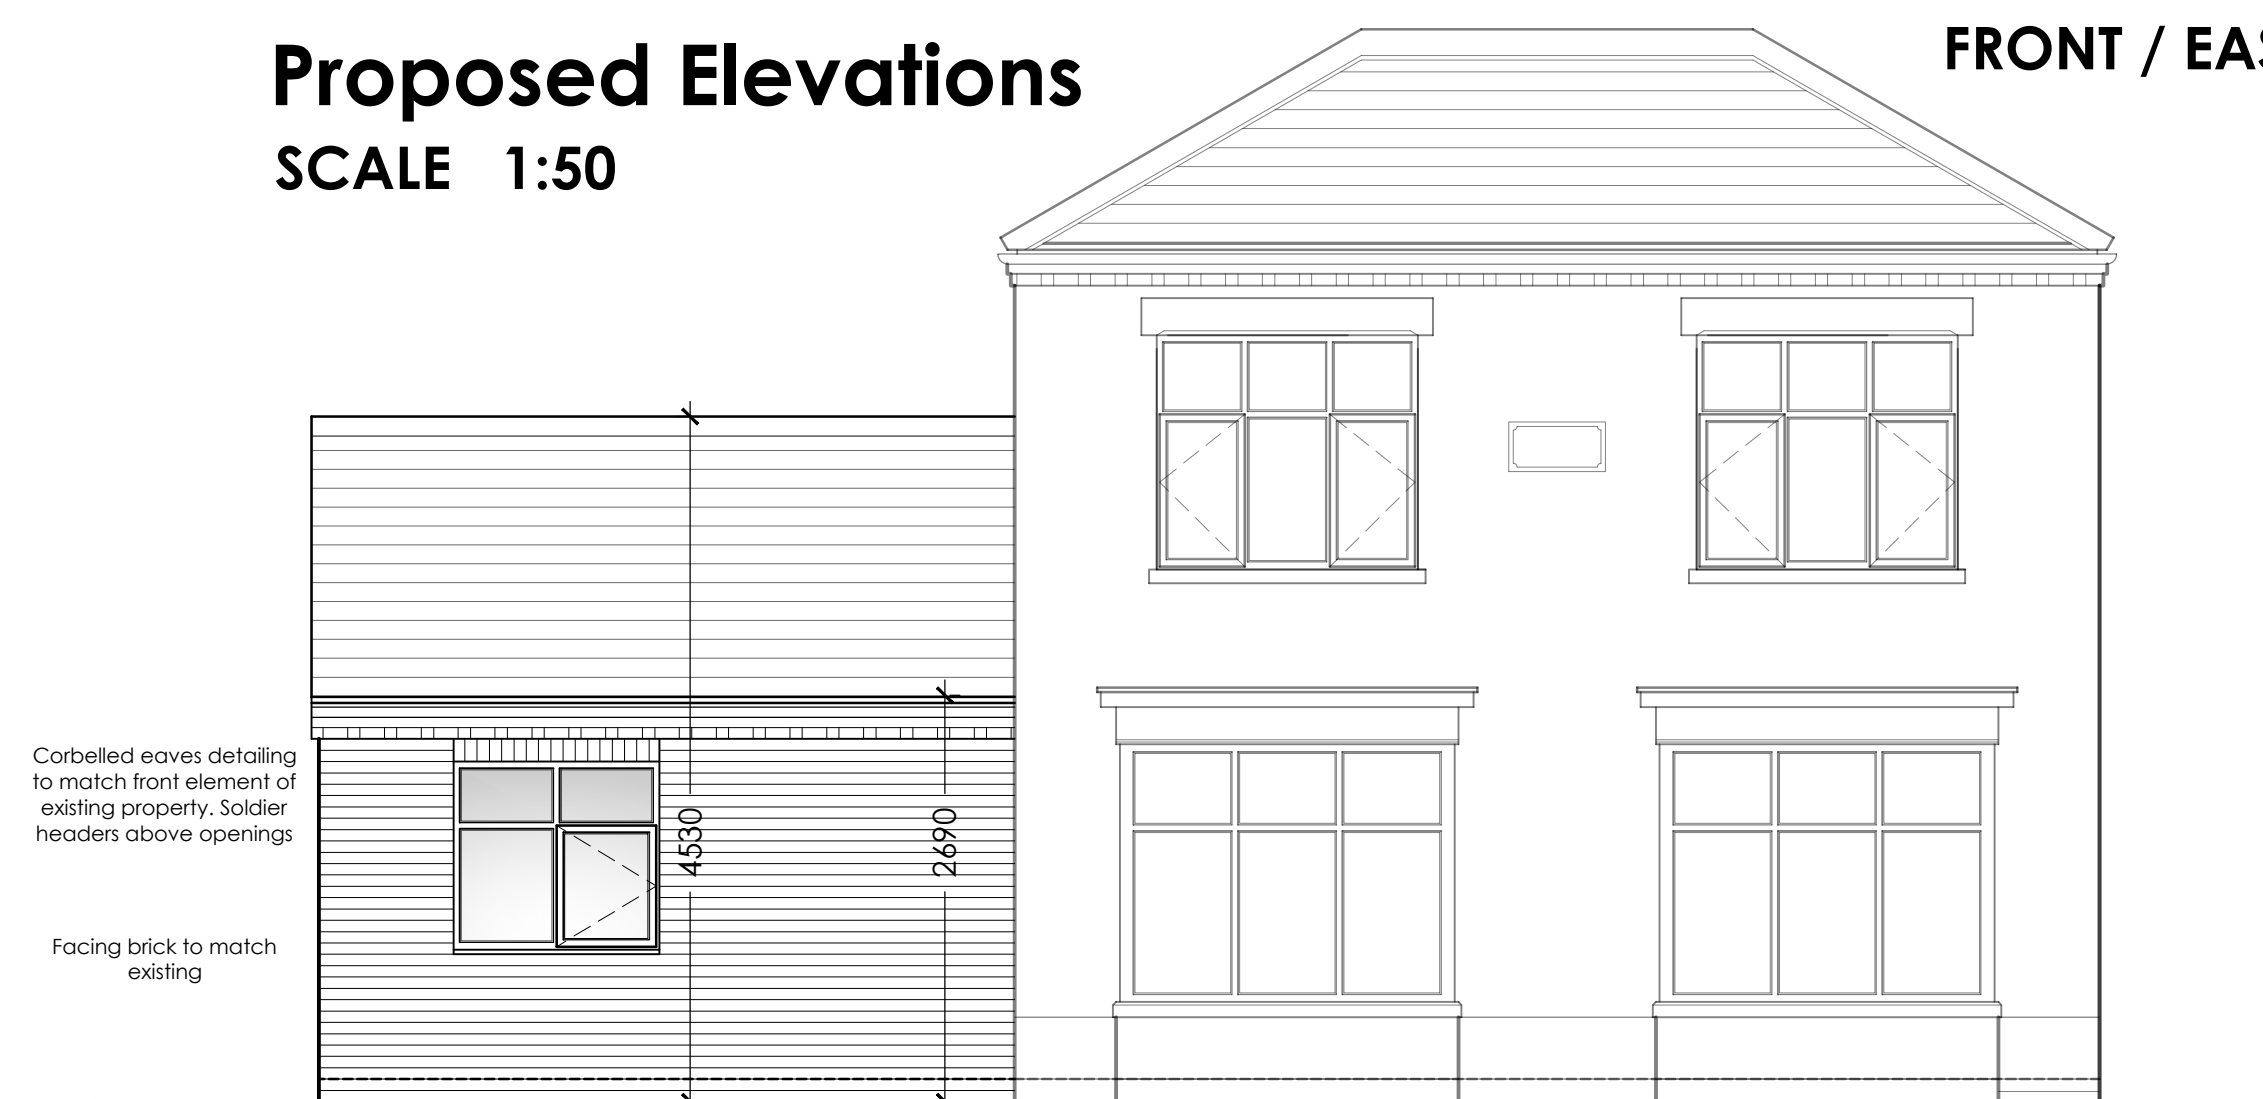 Proposed Elevations
SCALE 1:50
FRONT / EAS
4530
2690
Corbelled eaves detailing
to match front element of
existing property. Soldier
headers above openings
Facing brick to match
existing